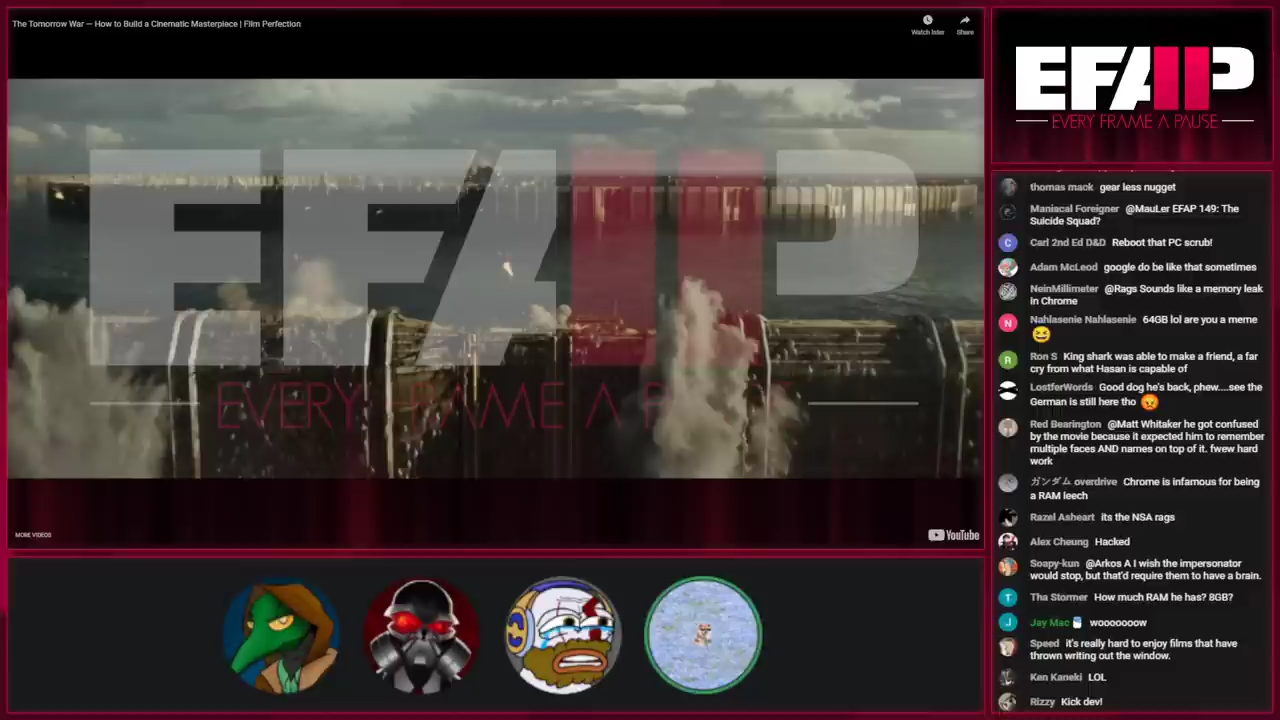 The Tomorrow War — How to Build a Cinematic Masterpiece | Film Perfection
Watch later
Share
EFAP
EVERY FRAME A PAUSE
MORE VIDEOS
YouTube
EFAP
EVERY FRAME A PAUSE
thomas mack gear less nugget
Maniacal Foreigner @MauLer EFAP 149: The
Suicide Squad?
Carl 2nd Ed D&D Reboot that PC scrub!
Adam McLeod google do be like that sometimes
NeinMillimeter @Rags Sounds like a memory leak
in Chrome
Nahlasenie Nahlasenie 64GB lol are you a meme
Ron S King shark was able to make a friend, a far
cry from what Hasan is capable of
LostferWords Good dog he's back, phew....see the
German is still here tho
Red Bearington @Matt Whitaker he got confused
by the movie because it expected him to remember
multiple faces AND names on top of it. fwew hard
work
ガンダム overdrive Chrome is infamous for being
a RAM leech
Razel Asheart its the NSA rags
Alex Cheung Hacked
Soapy-kun @Arkos A I wish the impersonator
would stop, but that'd require them to have a brain.
Tha Stormer How much RAM he has? 8GB?
Jay Mac wooooooow
Speed it's really hard to enjoy films that have
thrown writing out the window.
Ken Kaneki LOL
Rizzy Kick dev!